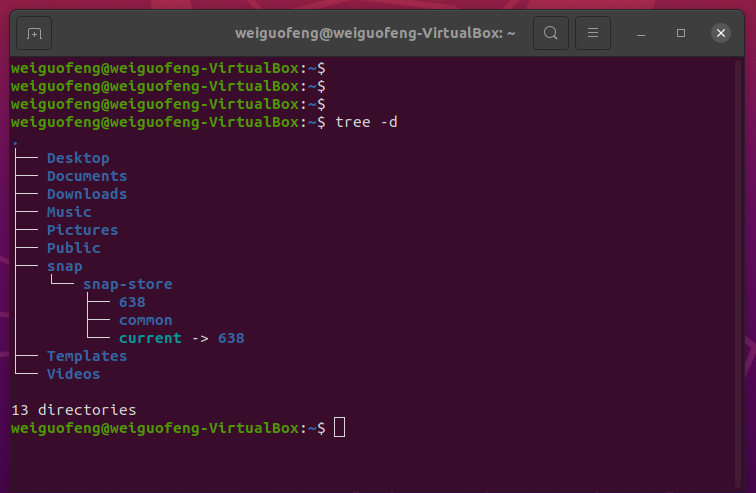 weiguofeng@weiguofeng-VirtualBox: ~
weiguofeng@weiguofeng-VirtualBox:~$
weiguofeng@weiguofeng-VirtualBox:~$
weiguofeng@weiguofeng-VirtualBox:~$
weiguofeng@weiguofeng-VirtualBox:~$ tree -d
.
├── Desktop
├── Documents
├── Downloads
├── Music
├── Pictures
├── Public
├── snap
│   └── snap-store
│       ├── 638
│       ├── common
│       └── current -> 638
├── Templates
└── Videos
13 directories
weiguofeng@weiguofeng-VirtualBox:~$